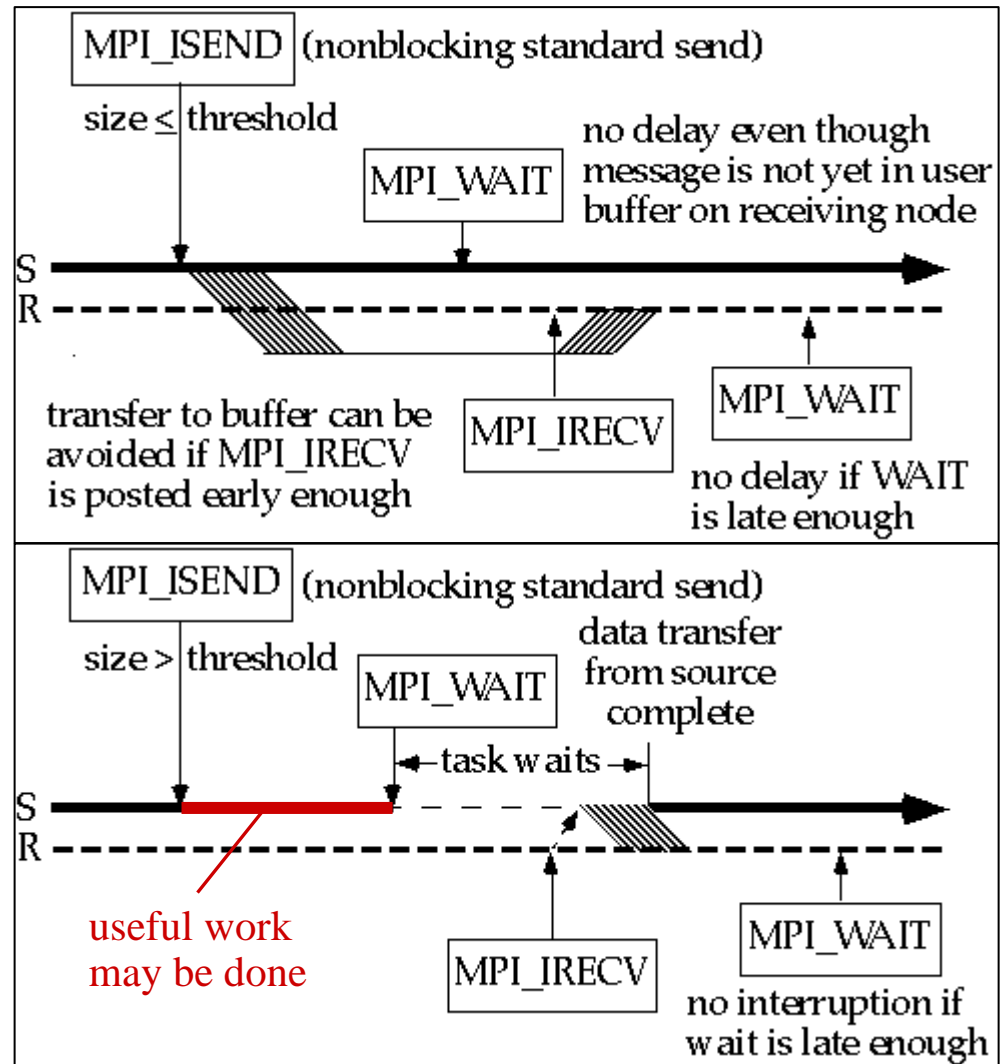 MPI_ISEND (nonblocking standard send)
size ≤ threshold
no delay even though
message is not yet in user
buffer on receiving node
MPI_WAIT
S
R
transfer to buffer can be
avoided if MPI_IRECV
is posted early enough
MPI_IRECV
MPI_WAIT
no delay if WAIT
is late enough
MPI_ISEND (nonblocking standard send)
size > threshold
data transfer
from source
complete
MPI_WAIT
task waits
S
R
useful work
may be done
MPI_IRECV
MPI_WAIT
no interruption if
wait is late enough